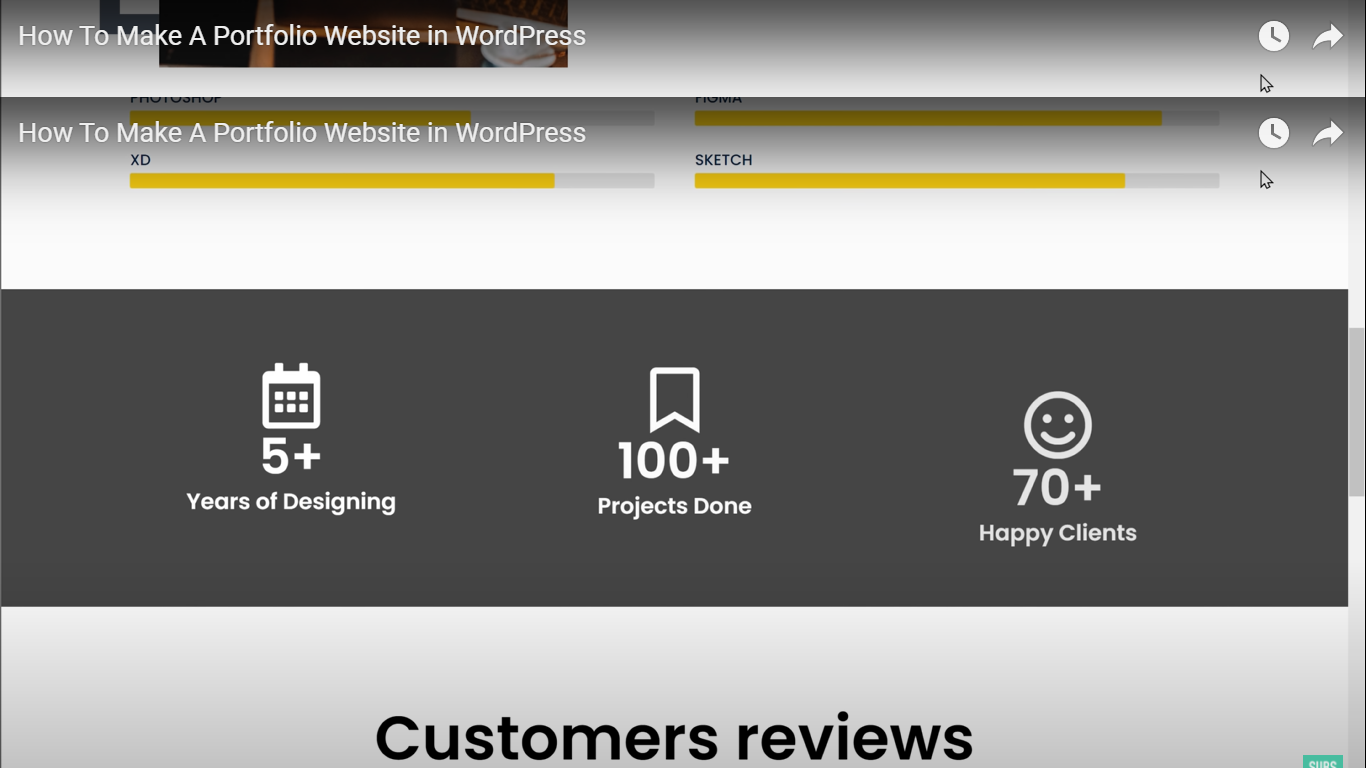 How To Make A Portfolio Website in WordPress
PHOTOSHOP
FIGMA
How To Make A Portfolio Website in WordPress
XD
SKETCH
5+
100+
70+
Years of Designing
Projects Done
Happy Clients
Customers reviews
SUBS